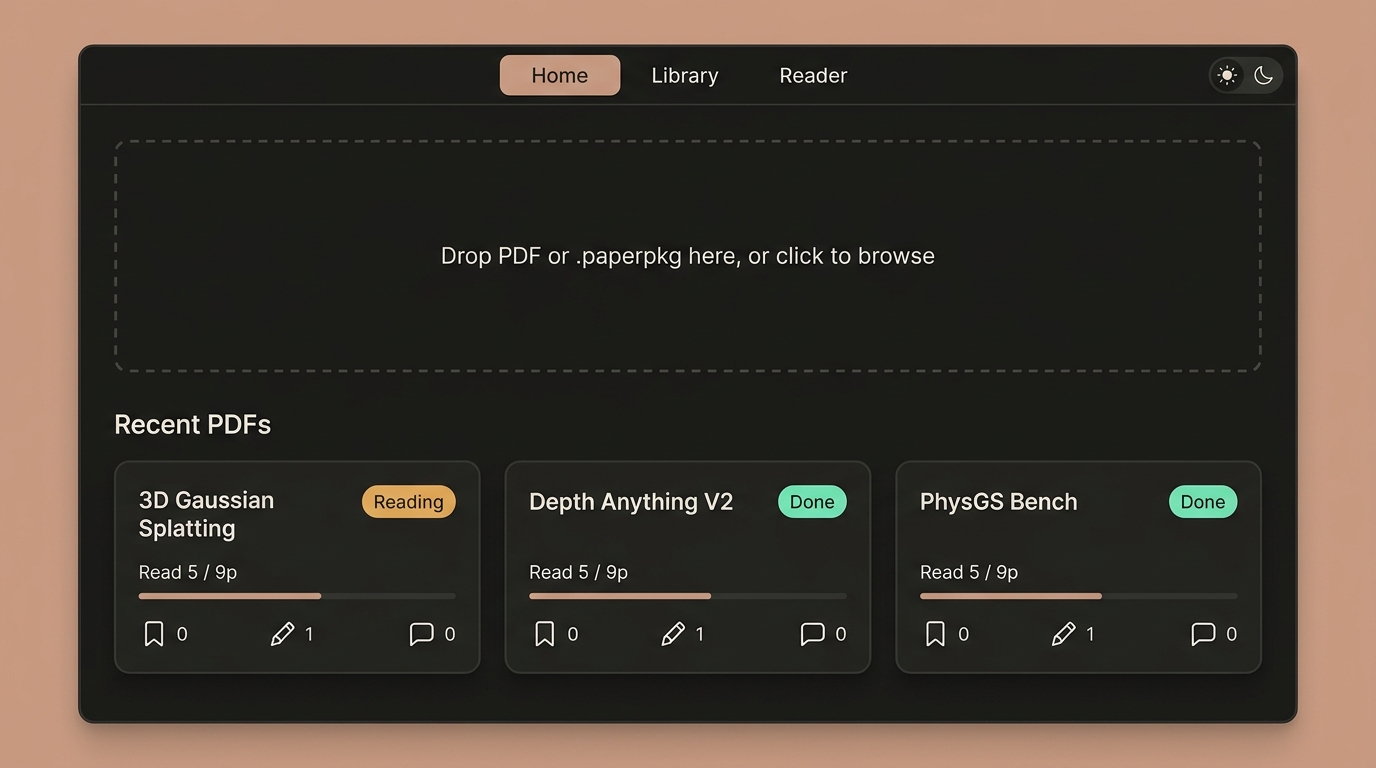 Home Library Reader
Drop PDF or .paperpkg here, or click to browse
Recent PDFs
3D Gaussian
Splatting
Reading
Read 5 / 9p
0 1 0
Depth Anything V2
Done
Read 5 / 9p
0 1 0
PhysGS Bench
Done
Read 5 / 9p
0 1 0